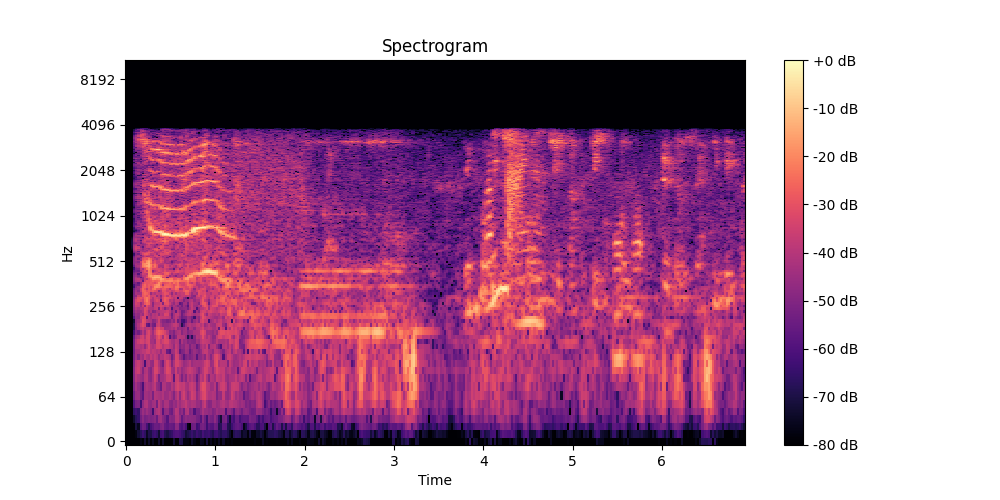 Spectrogram
8192
4096
2048
1024
512
256
128
64
0
Hz
0 1 2 3 4 5 6
Time
+0 dB
-10 dB
-20 dB
-30 dB
-40 dB
-50 dB
-60 dB
-70 dB
-80 dB